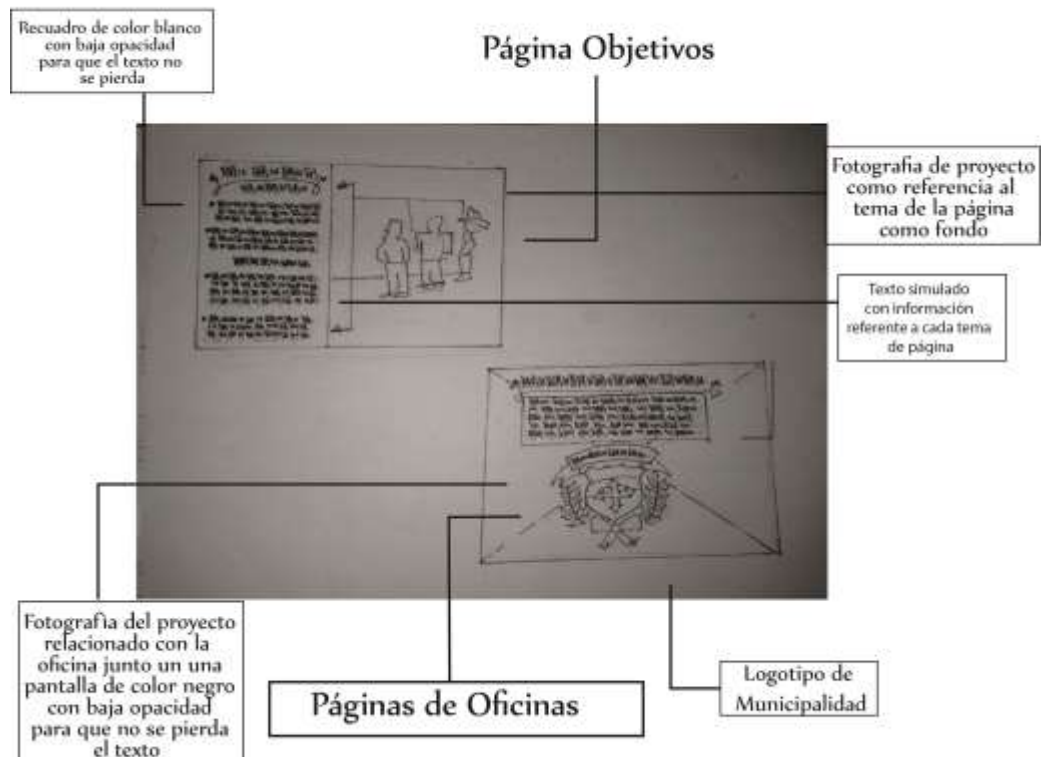 Recuadro de color blanco
con baja opacidad
para que el texto no
se pierda
Página Objetivos
Fotografia de proyecto
como referencia al
tema de la página
como fondo
Texto simulado
con información
referente a cada tema
de página
Fotografia del proyecto
relacionado con la
oficina junto un una
pantalla de color negro
con baja opacidad
para que no se pierda
el texto
Páginas de Oficinas
Logotipo de
Municipalidad